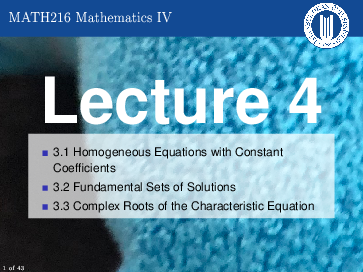 MATH216 Mathematics IV
Lecture 4
3.1 Homogeneous Equations with Constant
Coefficients
3.2 Fundamental Sets of Solutions
3.3 Complex Roots of the Characteristic Equation
1 of 43